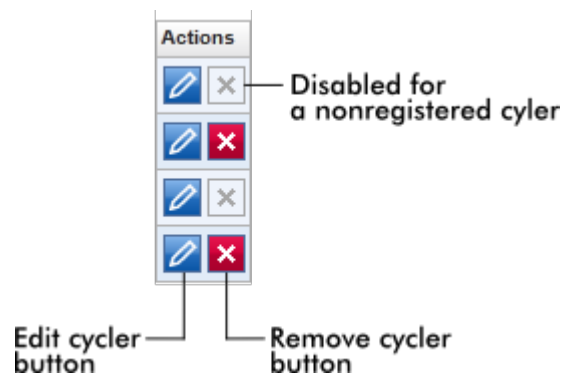 Actions
Disabled for
a nonregistered cyler
Edit cycler
button
Remove cycler
button